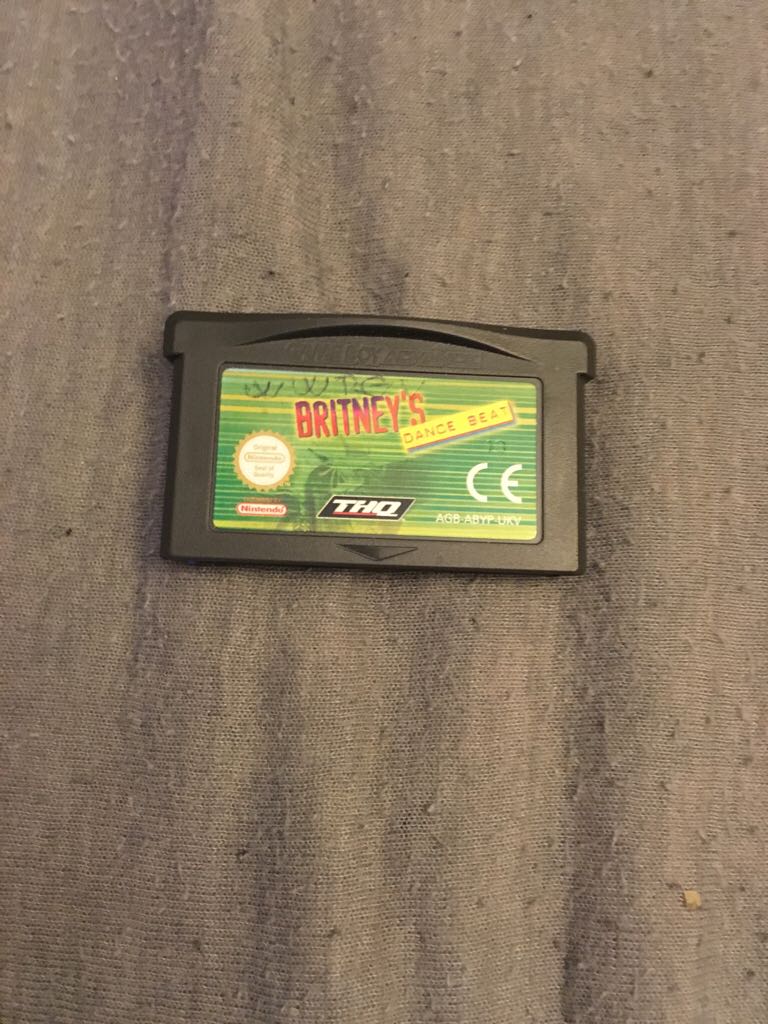 GAME BOY ADVANCE
BRITNEY'S
DANCE BEAT
Original
Nintendo
Seal of
Quality
Nintendo
THQ
CE
AGB-ABYP-UKV